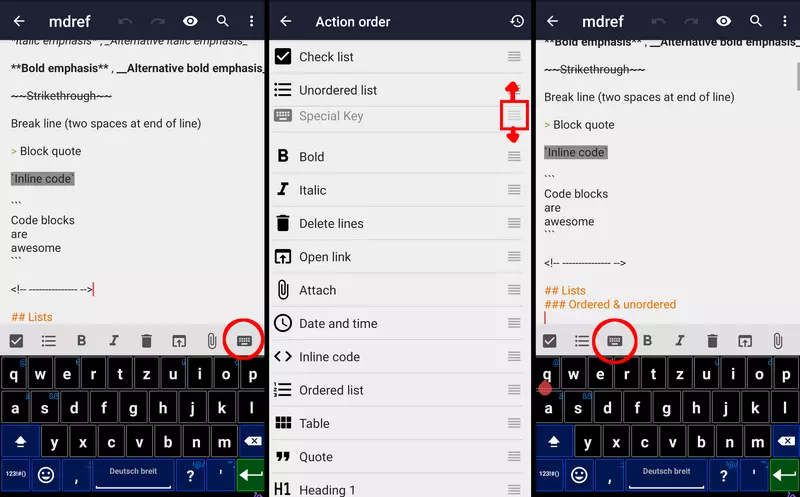 mdref
*Italic emphasis* , _Alternative italic emphasis_
**Bold emphasis** , __Alternative bold emphasis_
~~Strikethrough~~
Break line (two spaces at end of line)
> Block quote
`Inline code`
```
Code blocks
are
awesome
```
<!-- --------------- -->
## Lists
B I
q w e r t z u i o p
a s d f g h j k l
y x c v b n m
123!#() , Deutsch breit ? '
Action order
Check list
Unordered list
Special Key
B Bold
I Italic
Delete lines
Open link
Attach
Date and time
Inline code
Ordered list
Table
Quote
H1 Heading 1
mdref
**Bold emphasis** , __Alternative bold emphasis_
~~Strikethrough~~
Break line (two spaces at end of line)
> Block quote
`Inline code`
```
Code blocks
are
awesome
```
<!-- --------------- -->
## Lists
### Ordered & unordered
B I
q w e r t z u i o p
a s d f g h j k l
y x c v b n m
123!#() , Deutsch breit ? '